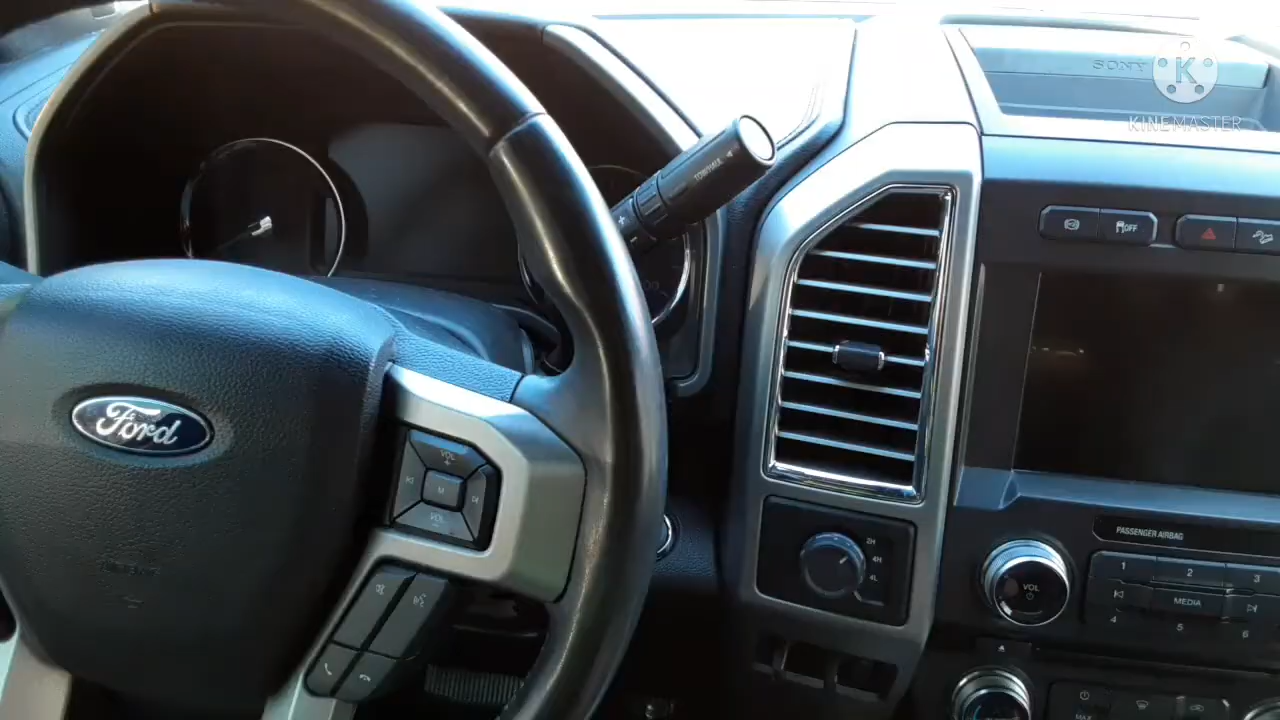 SONY
K
KINEMASTER
TOW/HAUL
+
OFF
Ford
VOL
+
M
VOL
-
2H
4H
4L
PASSENGER AIRBAG
VOL
1
2
3
MEDIA
4
5
6
MAX